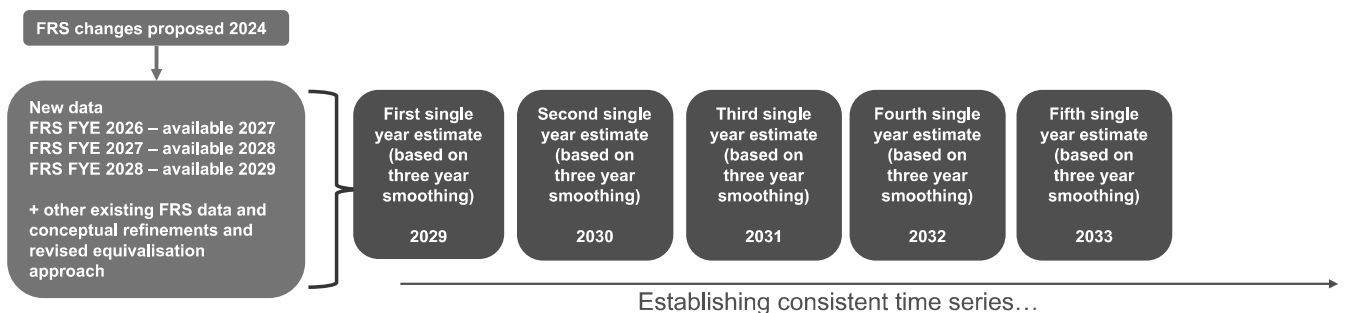 FRS changes proposed 2024
New data
FRS FYE 2026 – available 2027
FRS FYE 2027 – available 2028
FRS FYE 2028 – available 2029
+ other existing FRS data and
conceptual refinements and
revised equivalisation
approach
First single
year estimate
(based on
three year
smoothing)
2029
Second single
year estimate
(based on
three year
smoothing)
2030
Third single
year estimate
(based on
three year
smoothing)
2031
Fourth single
year estimate
(based on
three year
smoothing)
2032
Fifth single
year estimate
(based on
three year
smoothing)
2033
Establishing consistent time series…